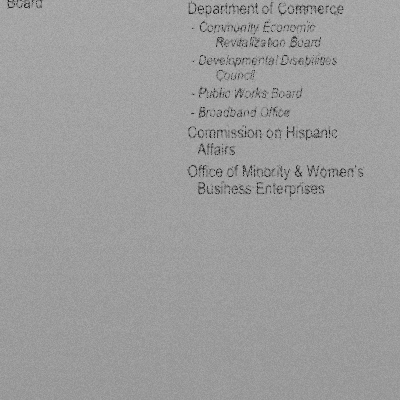 Board
Department of Commerce
- Community Economic
Revitalization Board
- Developmental Disabilities
Council
- Public Works Board
- Broadband Office
Commission on Hispanic
Affairs
Office of Minority & Women's
Business Enterprises